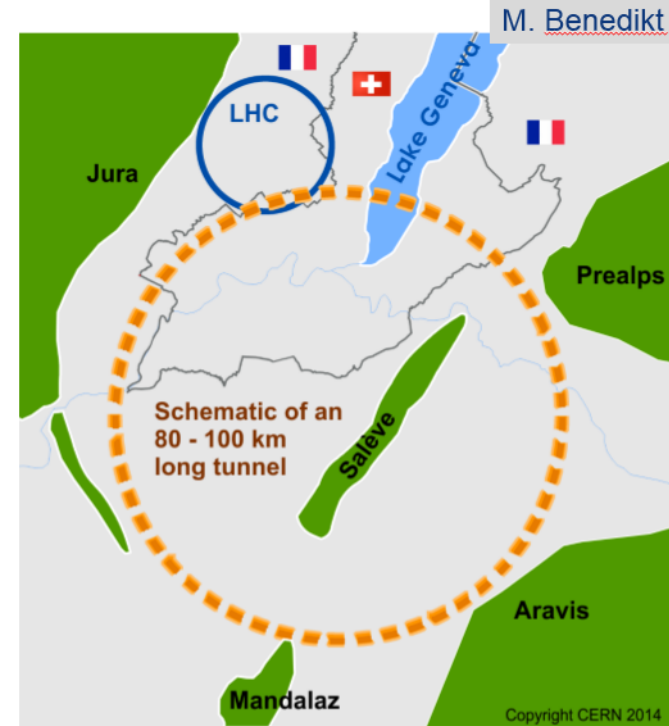 M. Benedikt
LHC
Lake Geneva
Jura
Prealps
Schematic of an
80 - 100 km
long tunnel
Salève
Aravis
Mandalaz
Copyright CERN 2014